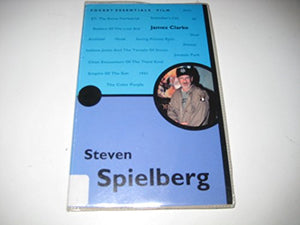 POCKET ESSENTIALS FILM
ET: The Extra-Terrestrial Schindler's List
Raiders Of The Lost Ark James Clarke
Amistad Hook Saving Private Ryan Duel
Indiana Jones And The Temple Of Doom
Jurassic Park
Close Encounters Of The Third Kind
Empire Of The Sun 1941
The Color Purple
Steven
Spielberg